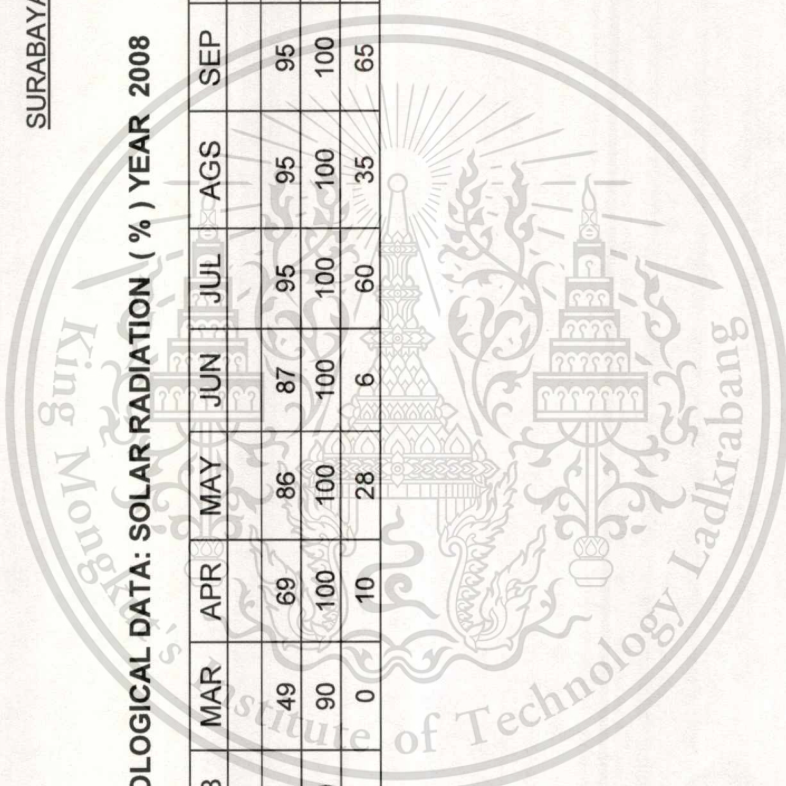 SURABAYA
OLOGICAL DATA: SOLAR RADIATION ( % ) YEAR 2008
MAR APR MAY JUN JUL AGS SEP
49 69 86 87 95 95 95
90 100 100 100 100 100 100
0 10 28 6 60 35 65
King Mongkut's Institute of Technology Ladkrabang